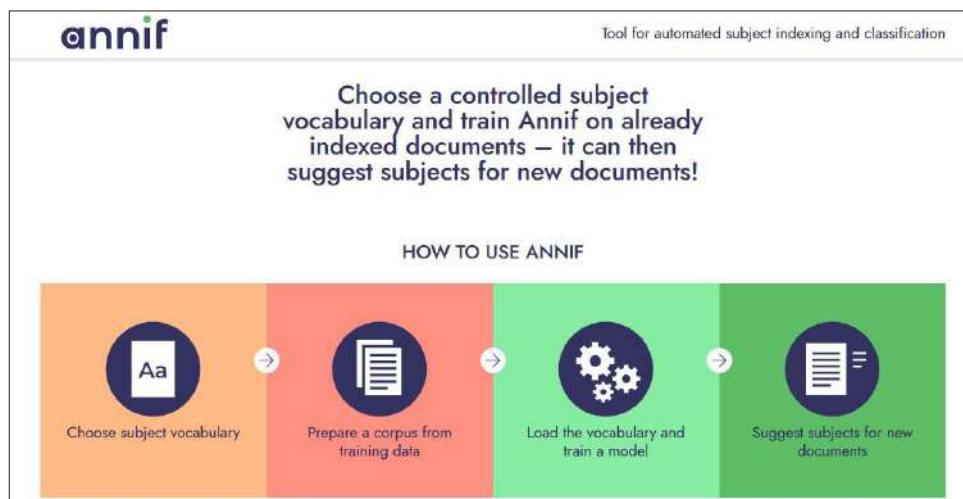 annif
Tool for automated subject indexing and classification
Choose a controlled subject
vocabulary and train Annif on already
indexed documents – it can then
suggest subjects for new documents!
HOW TO USE ANNIF
Aa
Choose subject vocabulary
Prepare a corpus from
training data
Load the vocabulary and
train a model
Suggest subjects for new
documents